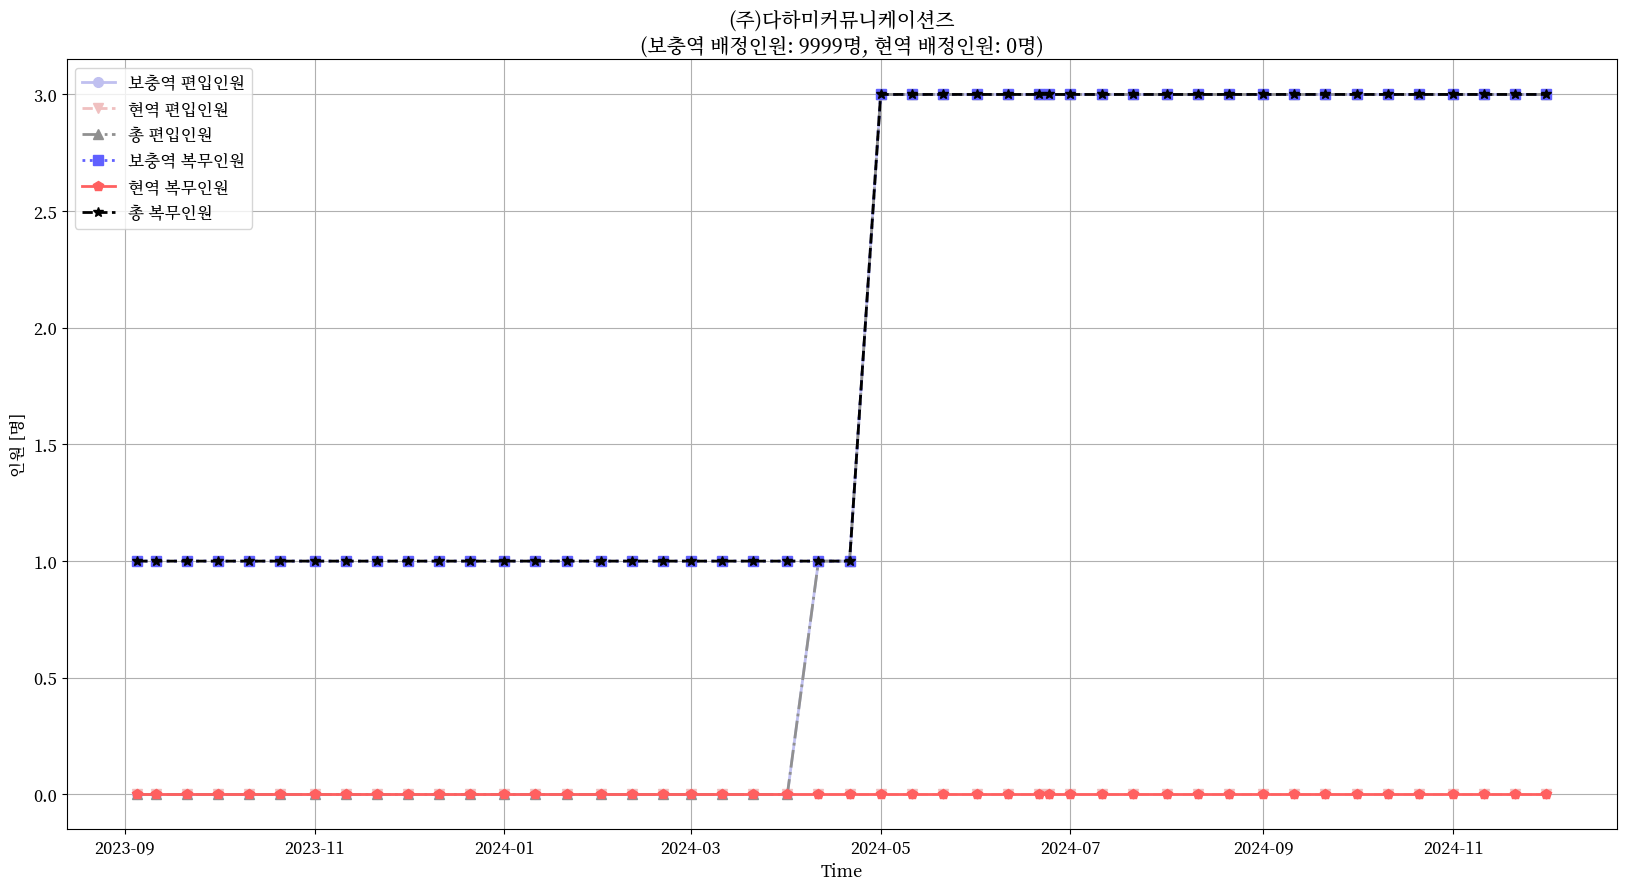 (주)다하미커뮤니케이션즈
(보충역 배정인원: 9999명, 현역 배정인원: 0명)
보충역 편입인원
현역 편입인원
총 편입인원
보충역 복무인원
현역 복무인원
총 복무인원
인원 [명]
3.0
2.5
2.0
1.5
1.0
0.5
0.0
2023-09
2023-11
2024-01
2024-03
2024-05
2024-07
2024-09
2024-11
Time